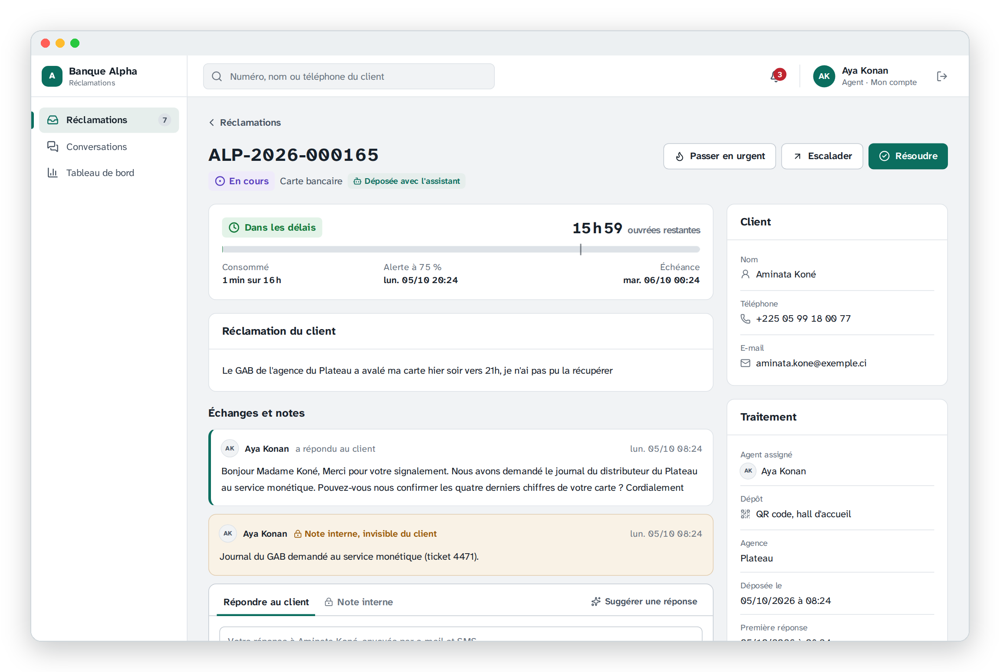 A
Banque Alpha
Réclamations
Numéro, nom ou téléphone du client
3
AK
Aya Konan
Agent · Mon compte
Réclamations
7
Conversations
Tableau de bord
Réclamations
ALP-2026-000165
Passer en urgent
Escalader
Résoudre
En cours
Carte bancaire
Déposée avec l'assistant
Dans les délais
15 h 59 ouvrées restantes
Consommé
1 min sur 16 h
Alerte à 75 %
lun. 05/10 20:24
Échéance
mar. 06/10 00:24
Réclamation du client
Le GAB de l'agence du Plateau a avalé ma carte hier soir vers 21h, je n'ai pas pu la récupérer
Échanges et notes
AK
Aya Konan a répondu au client
lun. 05/10 08:24
Bonjour Madame Koné, Merci pour votre signalement. Nous avons demandé le journal du distributeur du Plateau
au service monétique. Pouvez-vous nous confirmer les quatre derniers chiffres de votre carte ? Cordialement
AK
Aya Konan
Note interne, invisible du client
lun. 05/10 08:24
Journal du GAB demandé au service monétique (ticket 4471).
Répondre au client
Note interne
Suggérer une réponse
Votre réponse à Aminata Koné, envoyée par e-mail et SMS
Client
Nom
Aminata Koné
Téléphone
+225 05 99 18 00 77
E-mail
aminata.kone@exemple.ci
Traitement
Agent assigné
AK
Aya Konan
Dépôt
QR code, hall d'accueil
Agence
Plateau
Déposée le
05/10/2026 à 08:24
Première réponse